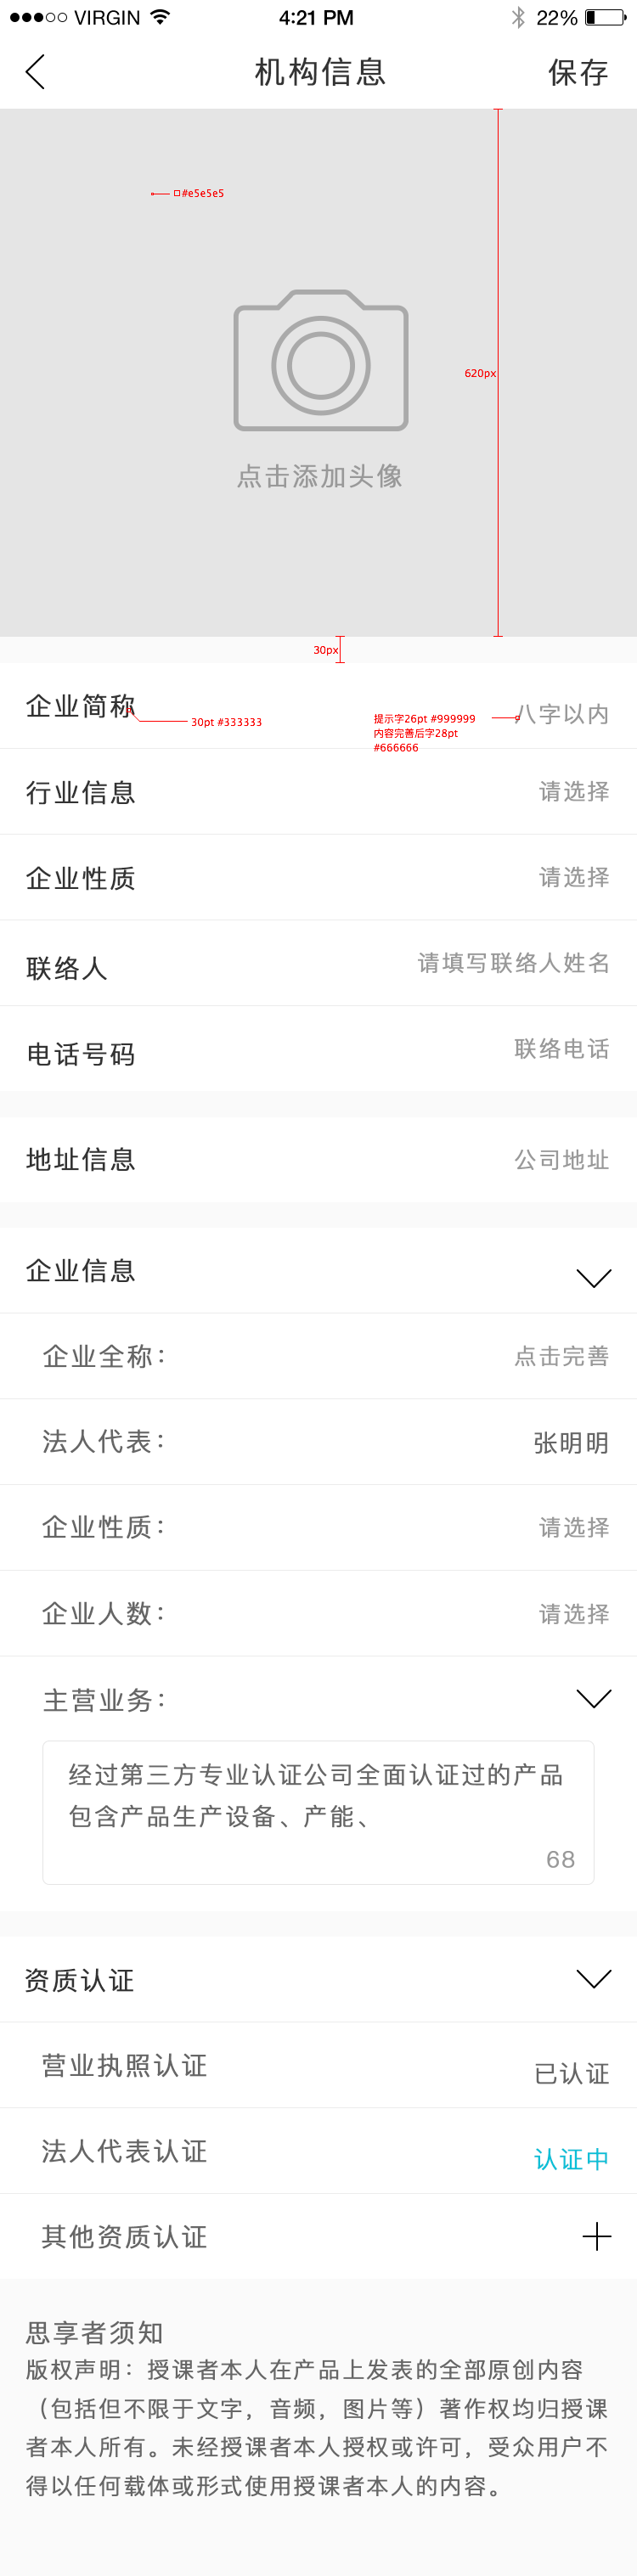 VIRGIN 4:21 PM 22%
机构信息 保存
#e5e5e5
620px
点击添加头像
30px
企业简称 八字以内
30pt #333333
提示字26pt #999999
内容完善后字28pt
#666666
行业信息 请选择
企业性质 请选择
联络人 请填写联络人姓名
电话号码 联络电话
地址信息 公司地址
企业信息
企业全称： 点击完善
法人代表： 张明明
企业性质： 请选择
企业人数： 请选择
主营业务：
经过第三方专业认证公司全面认证过的产品
包含产品生产设备、产能、
68
资质认证
营业执照认证 已认证
法人代表认证 认证中
其他资质认证
思享者须知
版权声明：授课者本人在产品上发表的全部原创内容
（包括但不限于文字，音频，图片等）著作权均归授课
者本人所有。未经授课者本人授权或许可，受众用户不
得以任何载体或形式使用授课者本人的内容。